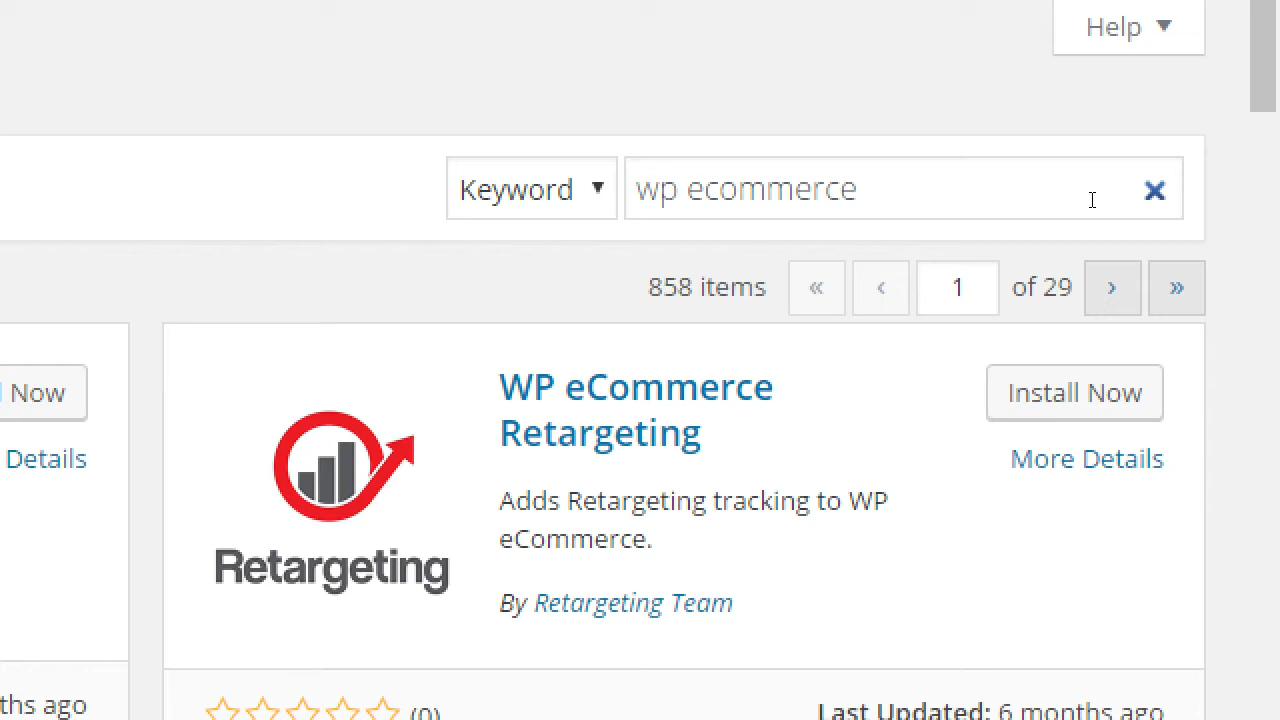 Help ▼
Keyword ▼ wp ecommerce ×
858 items « ‹ 1 of 29 › »
Now
Details
WP eCommerce
Retargeting
Install Now
More Details
Adds Retargeting tracking to WP
eCommerce.
By Retargeting Team
Retargeting
ths ago
(0)
Last Updated: 6 months ago